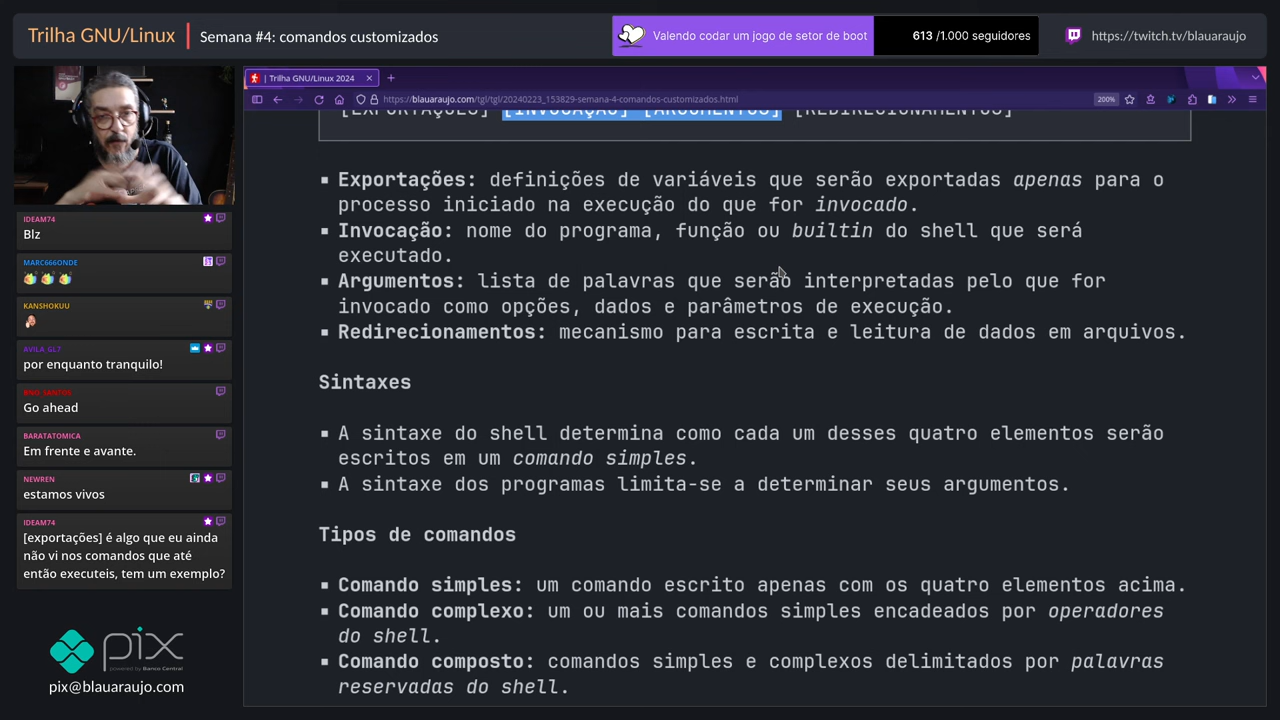 Trilha GNU/Linux
Semana #4: comandos customizados
Valendo codar um jogo de setor de boot
613 /1.000 seguidores
https://twitch.tv/blauaraujo
| Trilha GNU/Linux 2024
https://blauaraujo.com/tgl/tgl/20240223_153829-semana-4-comandos-customizados.html
200%
[EXPORTAÇÕES] [INVOCAÇÃO] [ARGUMENTOS] [REDIRECIONAMENTOS]
▪ Exportações: definições de variáveis que serão exportadas apenas para o
processo iniciado na execução do que for invocado.
▪ Invocação: nome do programa, função ou builtin do shell que será
executado.
▪ Argumentos: lista de palavras que serão interpretadas pelo que for
invocado como opções, dados e parâmetros de execução.
▪ Redirecionamentos: mecanismo para escrita e leitura de dados em arquivos.
Sintaxes
▪ A sintaxe do shell determina como cada um desses quatro elementos serão
escritos em um comando simples.
▪ A sintaxe dos programas limita-se a determinar seus argumentos.
Tipos de comandos
▪ Comando simples: um comando escrito apenas com os quatro elementos acima.
▪ Comando complexo: um ou mais comandos simples encadeados por operadores
do shell.
▪ Comando composto: comandos simples e complexos delimitados por palavras
reservadas do shell.
IDEAM74
Blz
MARC666ONDE
KANSHOKUU
AVILA_GL7
por enquanto tranquilo!
RNO_SANTOS
Go ahead
BARATATOMICA
Em frente e avante.
NEWREN
estamos vivos
IDEAM74
[exportações] é algo que eu ainda
não vi nos comandos que até
então executeis, tem um exemplo?
pix
powered by Banco Central
pix@blauaraujo.com